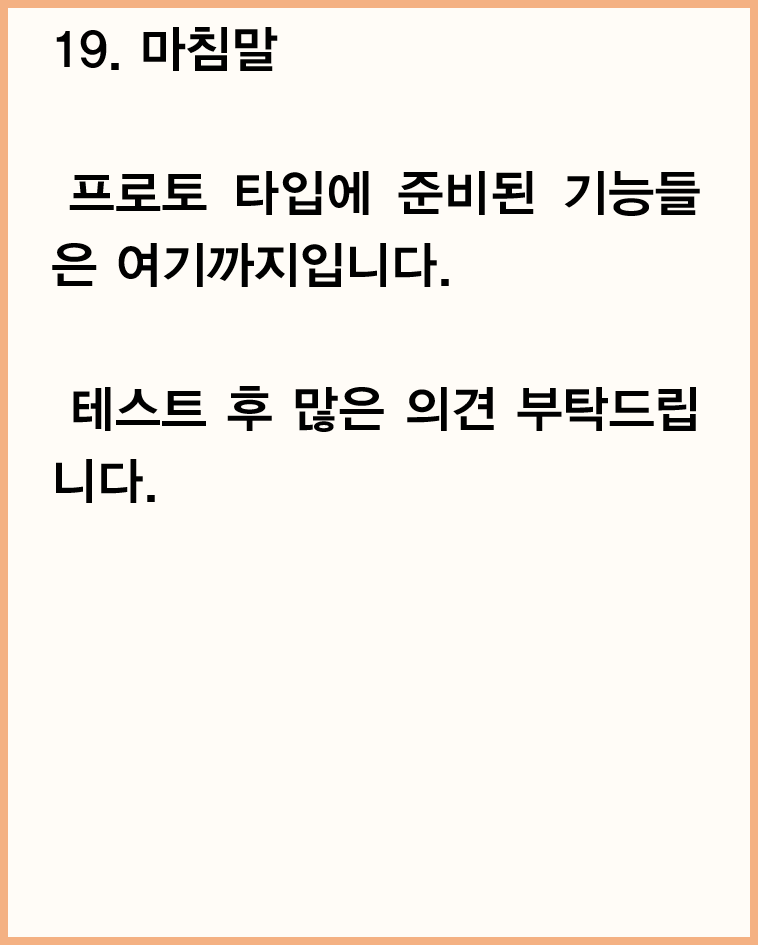 19. 마침말
프로토 타입에 준비된 기능들
은 여기까지입니다.
테스트 후 많은 의견 부탁드립
니다.